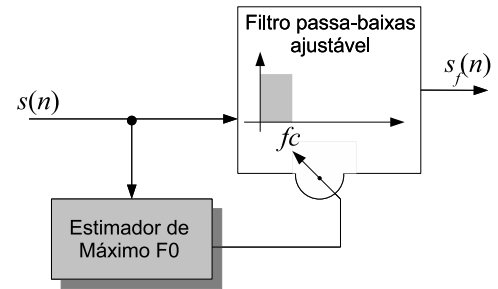 Filtro passa-baixas
ajustável
s(n)
s_f(n)
fc
Estimador de
Máximo F0